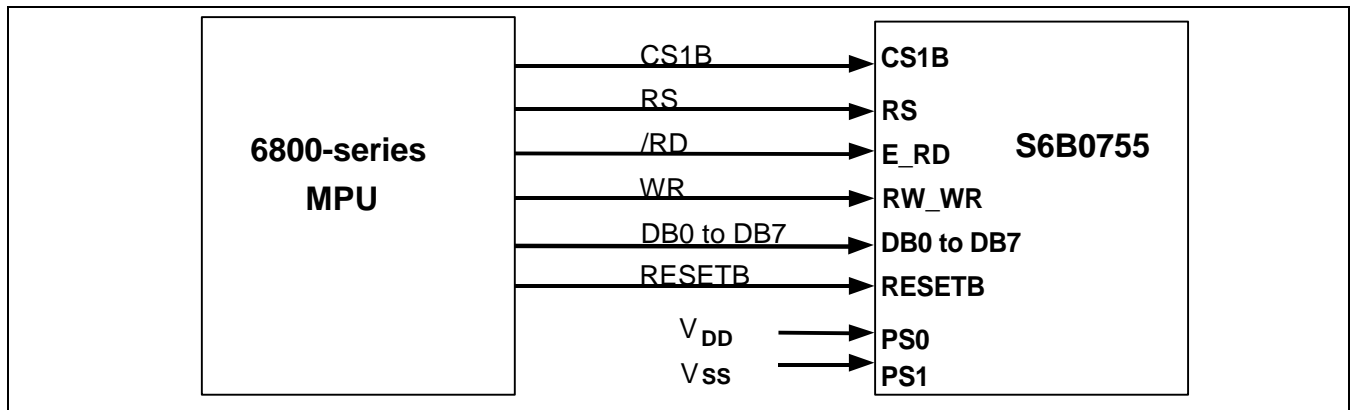 6800-series
MPU
CS1B
RS
/RD
WR
DB0 to DB7
RESETB
VDD
VSS
CS1B
RS
E_RD
RW_WR
DB0 to DB7
RESETB
PS0
PS1
S6B0755